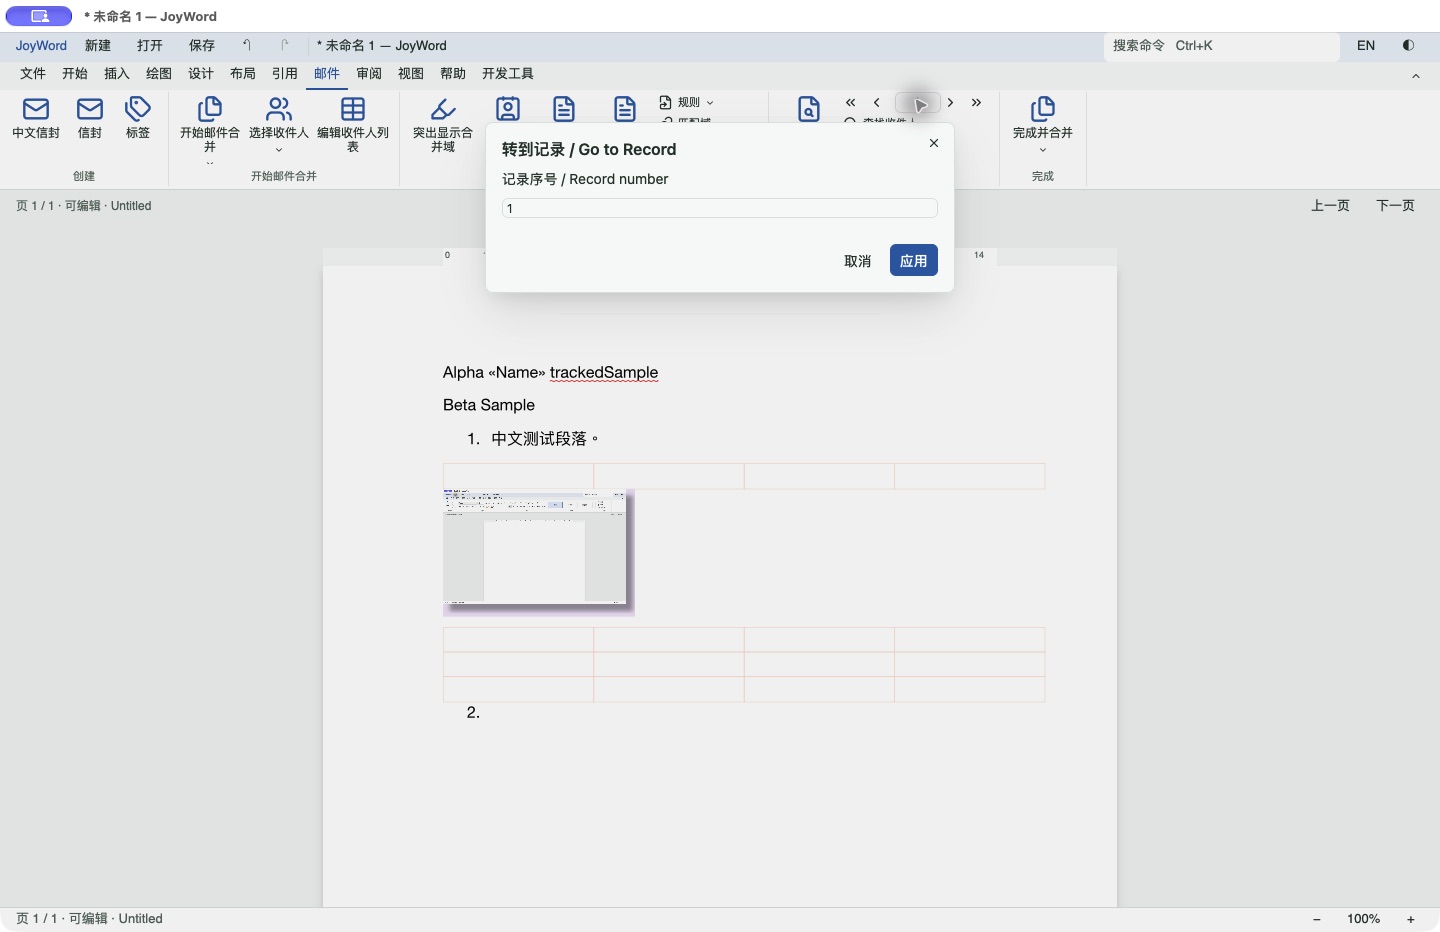 * 未命名 1 — JoyWord
JoyWord 新建 打开 保存 * 未命名 1 — JoyWord 搜索命令 Ctrl+K EN
文件 开始 插入 绘图 设计 布局 引用 邮件 审阅 视图 帮助 开发工具
中文信封 信封 标签 开始邮件合并 选择收件人 编辑收件人列表 突出显示合并域 规则 完成并合并
创建 开始邮件合并 完成
转到记录 / Go to Record
记录序号 / Record number
1
取消 应用
页 1 / 1 · 可编辑 · Untitled 上一页 下一页
0 14
Alpha «Name» trackedSample
Beta Sample
1. 中文测试段落。
2.
页 1 / 1 · 可编辑 · Untitled − 100% +